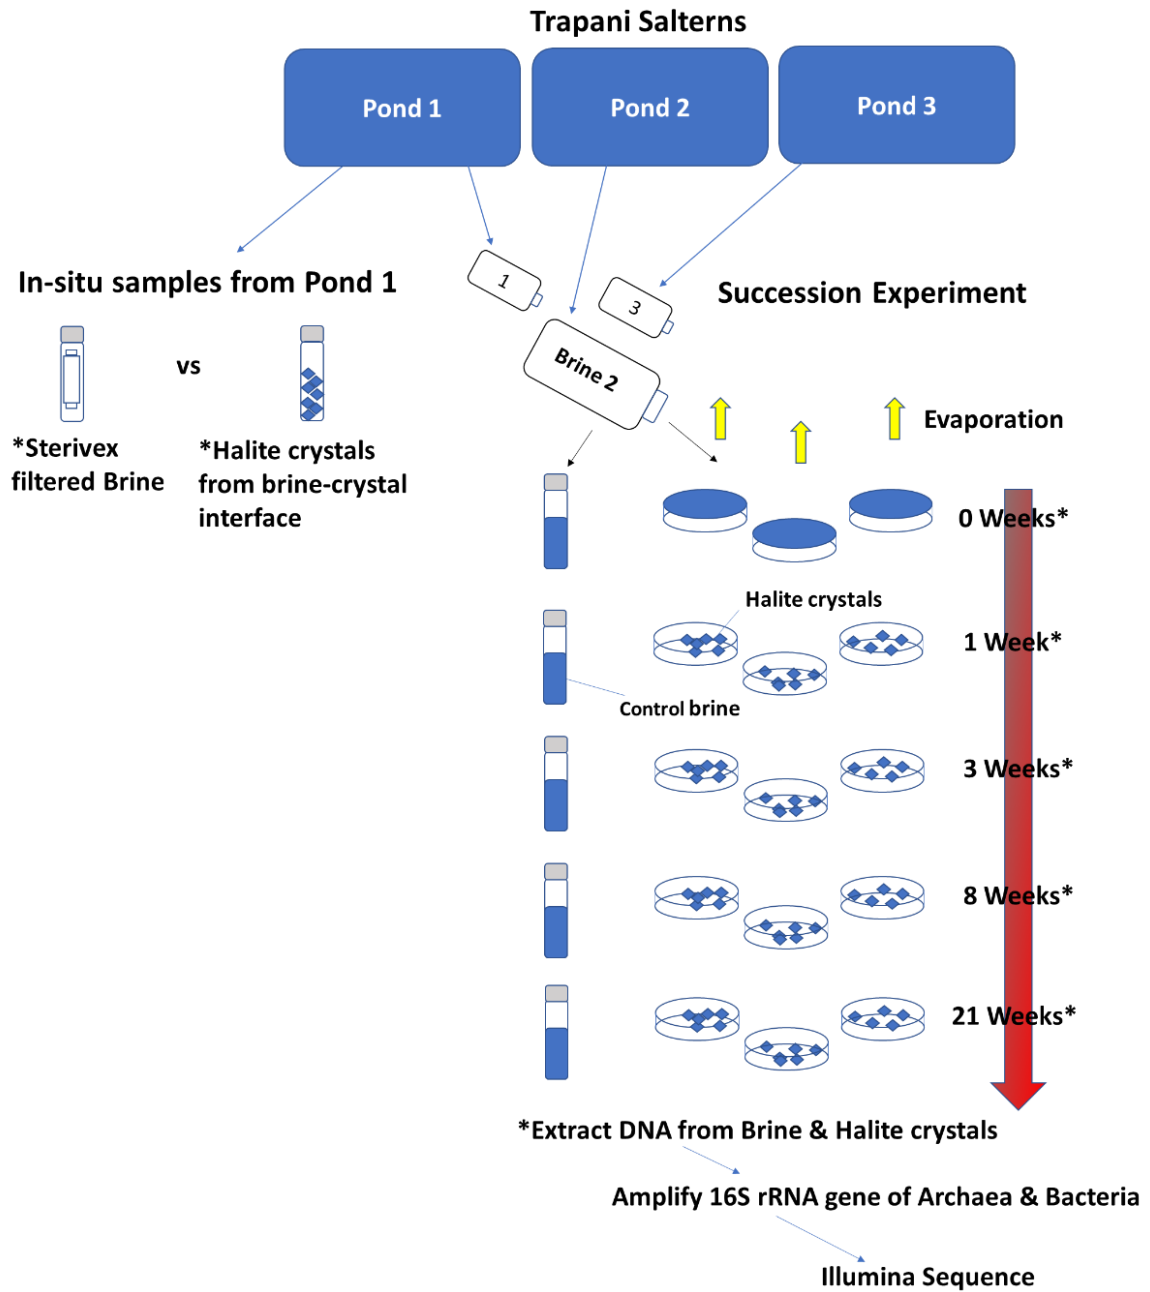 Trapani Salterns
Pond 1
Pond 2
Pond 3
In-situ samples from Pond 1
vs
*Sterivex
filtered Brine
*Halite crystals
from brine-crystal
interface
1
3
Brine 2
Succession Experiment
Evaporation
0 Weeks*
Halite crystals
1 Week*
Control brine
3 Weeks*
8 Weeks*
21 Weeks*
*Extract DNA from Brine & Halite crystals
Amplify 16S rRNA gene of Archaea & Bacteria
Illumina Sequence